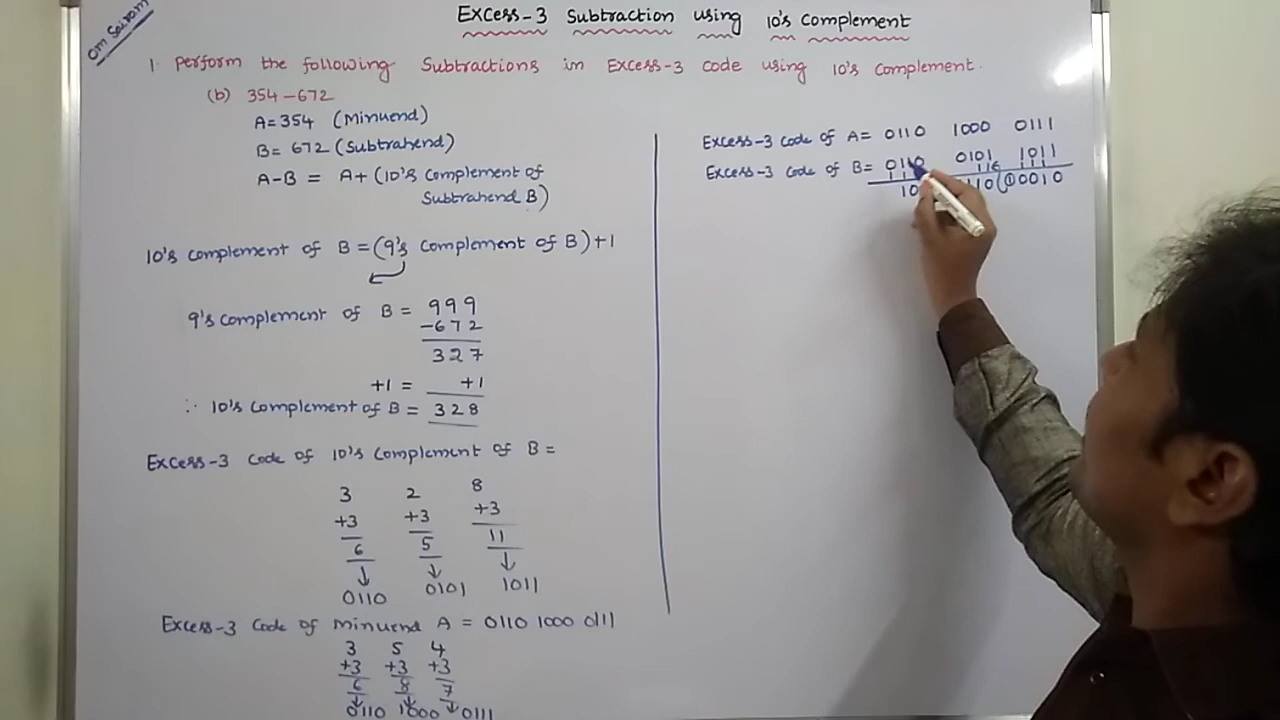 Om Sairam
Excess-3 Subtraction using 10's Complement
1 Perform the following Subtractions in Excess-3 code using 10's complement.
(b) 354-672
A=354 (Minuend)
B= 672 (Subtrahend)
A-B = A+(10's Complement of
Subtrahend B)
10's complement of B=(9's complement of B)+1
9's complement of B= 999
-672
327
+1= +1
∴ 10's complement of B= 328
Excess-3 Code of 10's Complement of B=
3 2 8
+3 +3 +3
6 5 11
↓ ↓ ↓
0110 0101 1011
Excess-3 Code of minuend A = 0110 1000 0111
3 5 4
+3 +3 +3
6 8 7
0110 1000 0111
Excess-3 code of A= 0110 1000 0111
Excess-3 code of B= 0110 0101 1011